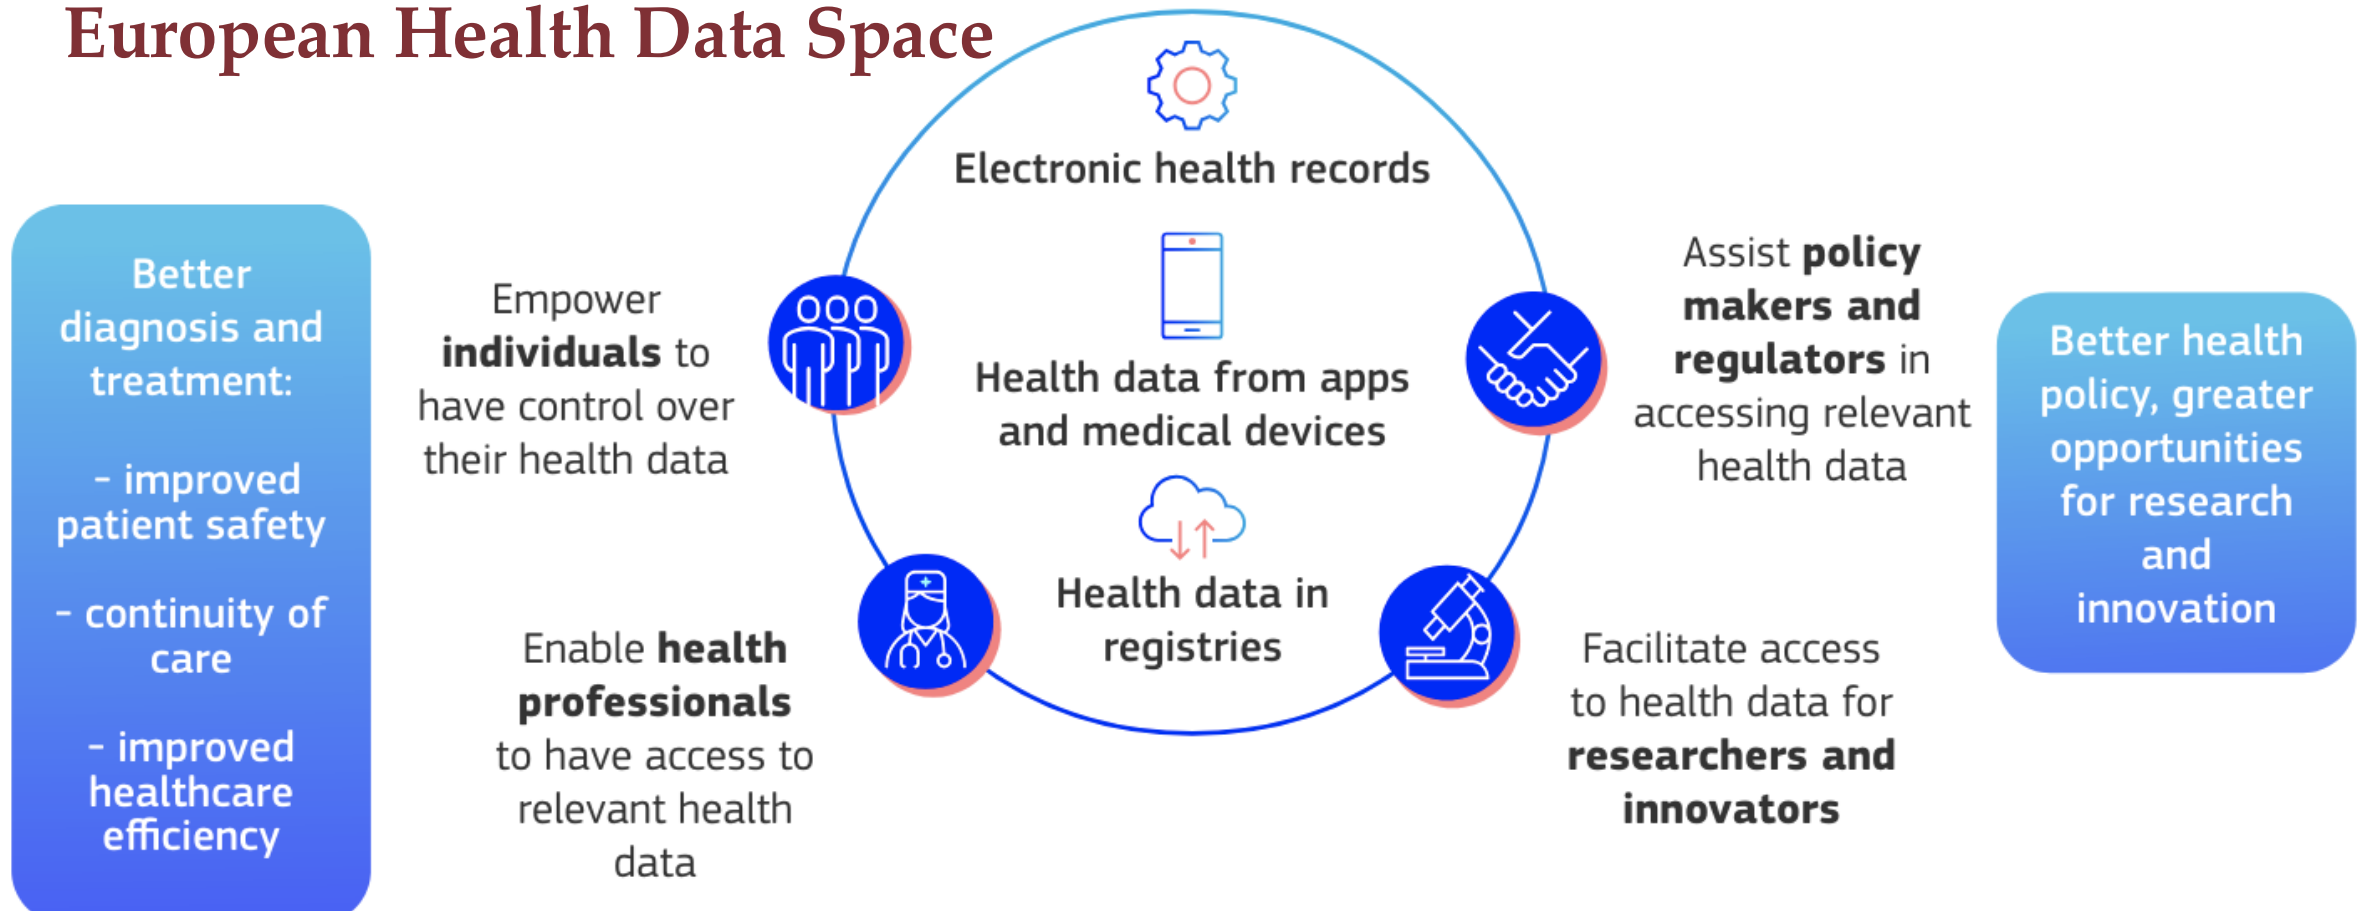 European Health Data Space
Electronic health records
Health data from apps
and medical devices
Health data in
registries
Better
diagnosis and
treatment:
- improved
patient safety
- continuity of
care
- improved
healthcare
efficiency
Empower
individuals to
have control over
their health data
Enable health
professionals
to have access to
relevant health
data
Assist policy
makers and
regulators in
accessing relevant
health data
Facilitate access
to health data for
researchers and
innovators
Better health
policy, greater
opportunities
for research
and
innovation